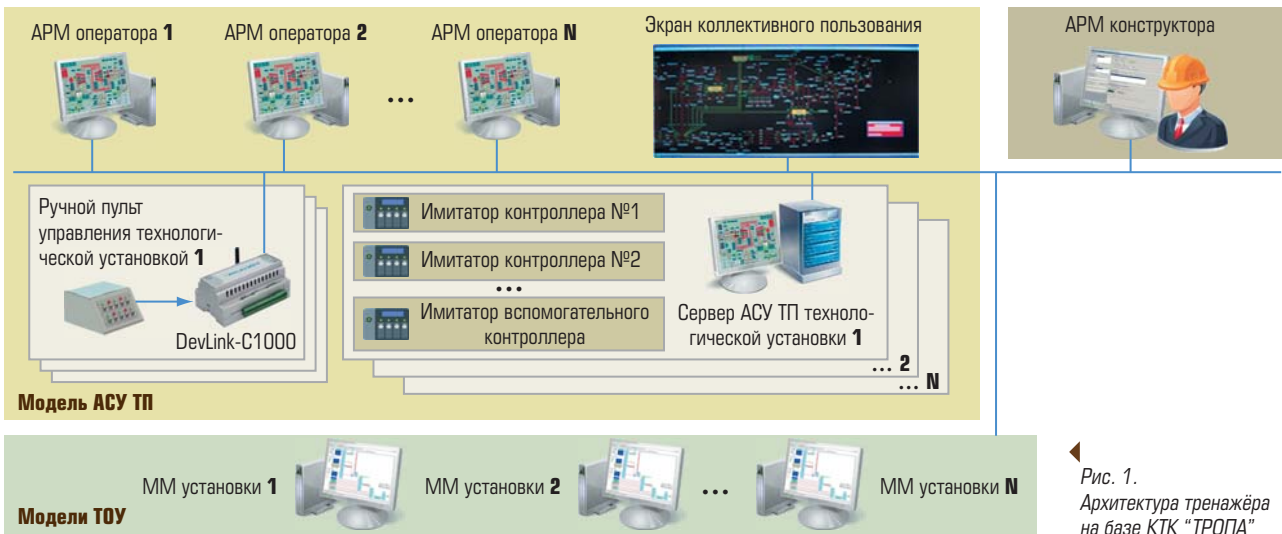 АРМ оператора 1
АРМ оператора 2
...
АРМ оператора N
Экран коллективного пользования
АРМ конструктора
Ручной пульт
управления технологи-
ческой установкой 1
DevLink-C1000
Имитатор контроллера №1
Имитатор контроллера №2
...
Имитатор вспомогательного
контроллера
Сервер АСУ ТП техноло-
гической установки 1
... 2
... N
Модель АСУ ТП
ММ установки 1
ММ установки 2
...
ММ установки N
Модели ТОУ
Рис. 1.
Архитектура тренажёра
на базе КТК "ТРОПА"